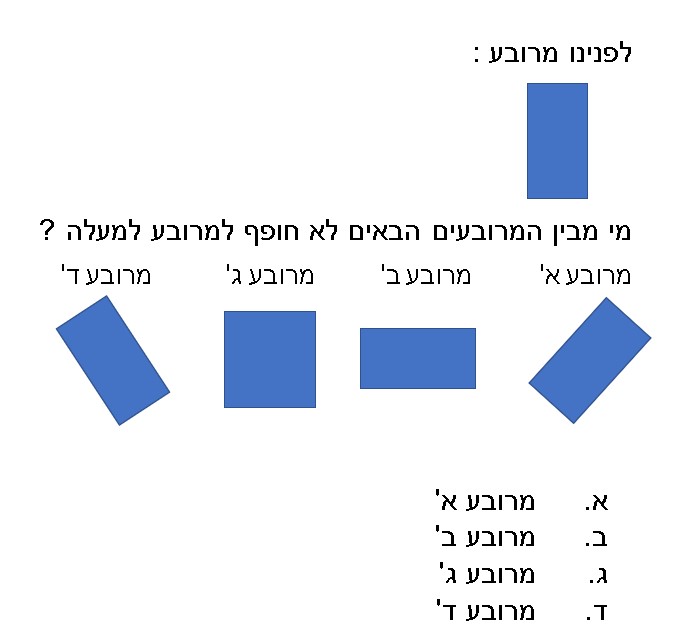 לפנינו מרובע :
מי מבין המרובעים הבאים לא חופף למרובע למעלה ?
מרובע א' מרובע ב' מרובע ג' מרובע ד'
א. מרובע א'
ב. מרובע ב'
ג. מרובע ג'
ד. מרובע ד'